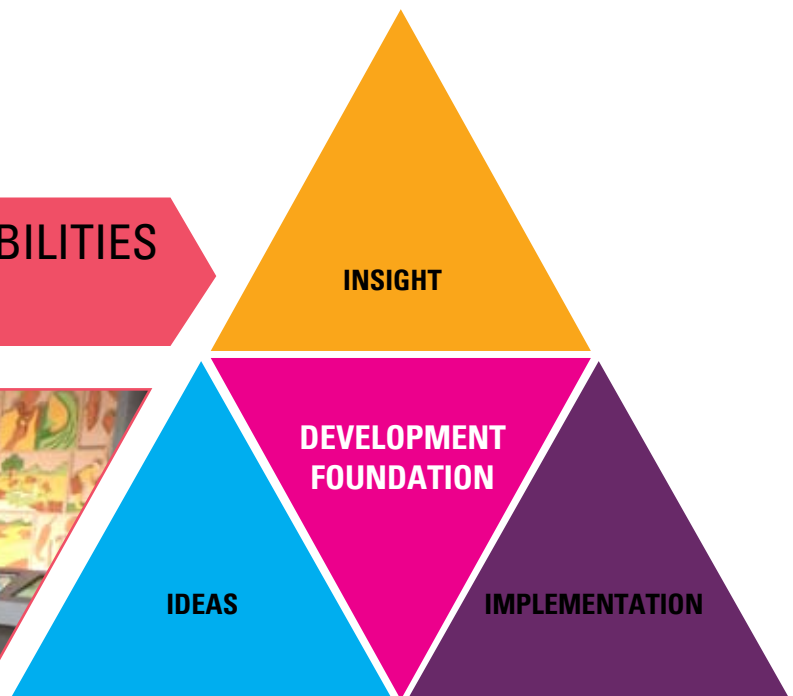 BILITIES
INSIGHT
DEVELOPMENT
FOUNDATION
IDEAS
IMPLEMENTATION